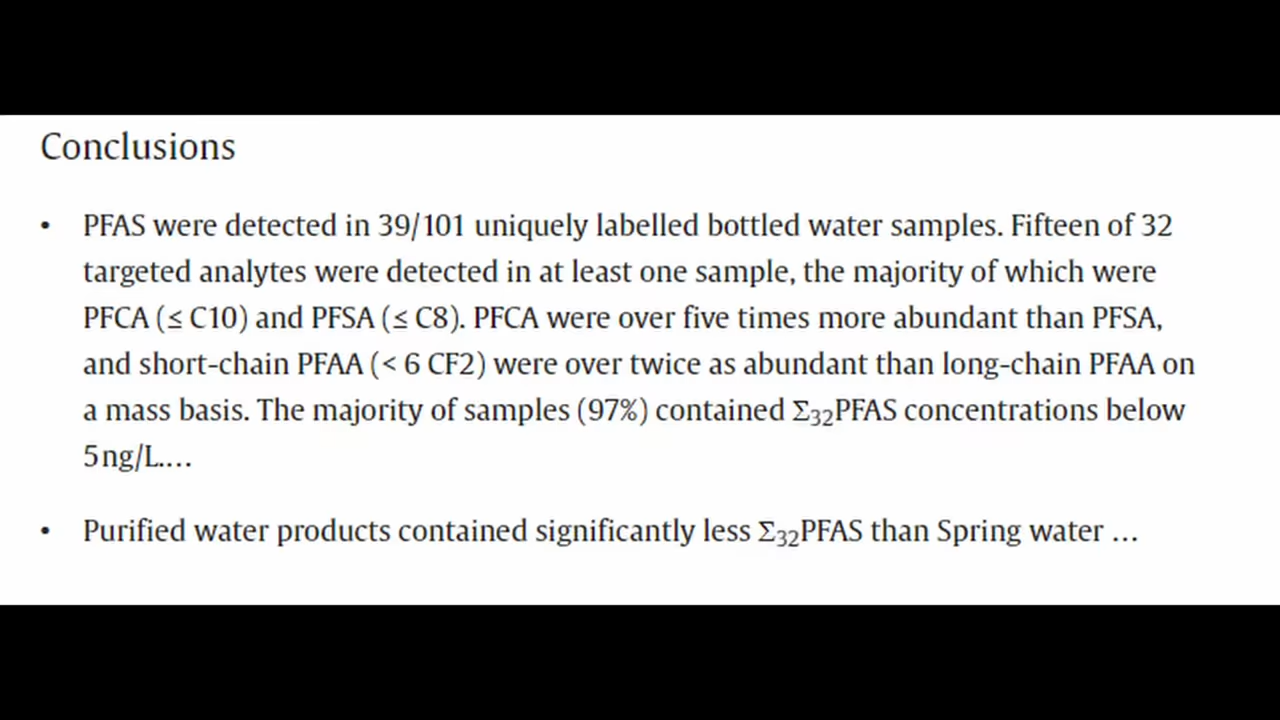 Conclusions
• PFAS were detected in 39/101 uniquely labelled bottled water samples. Fifteen of 32
targeted analytes were detected in at least one sample, the majority of which were
PFCA (≤ C10) and PFSA (≤ C8). PFCA were over five times more abundant than PFSA,
and short-chain PFAA (< 6 CF2) were over twice as abundant than long-chain PFAA on
a mass basis. The majority of samples (97%) contained Σ₃₂PFAS concentrations below
5 ng/L.…
• Purified water products contained significantly less Σ₃₂PFAS than Spring water …